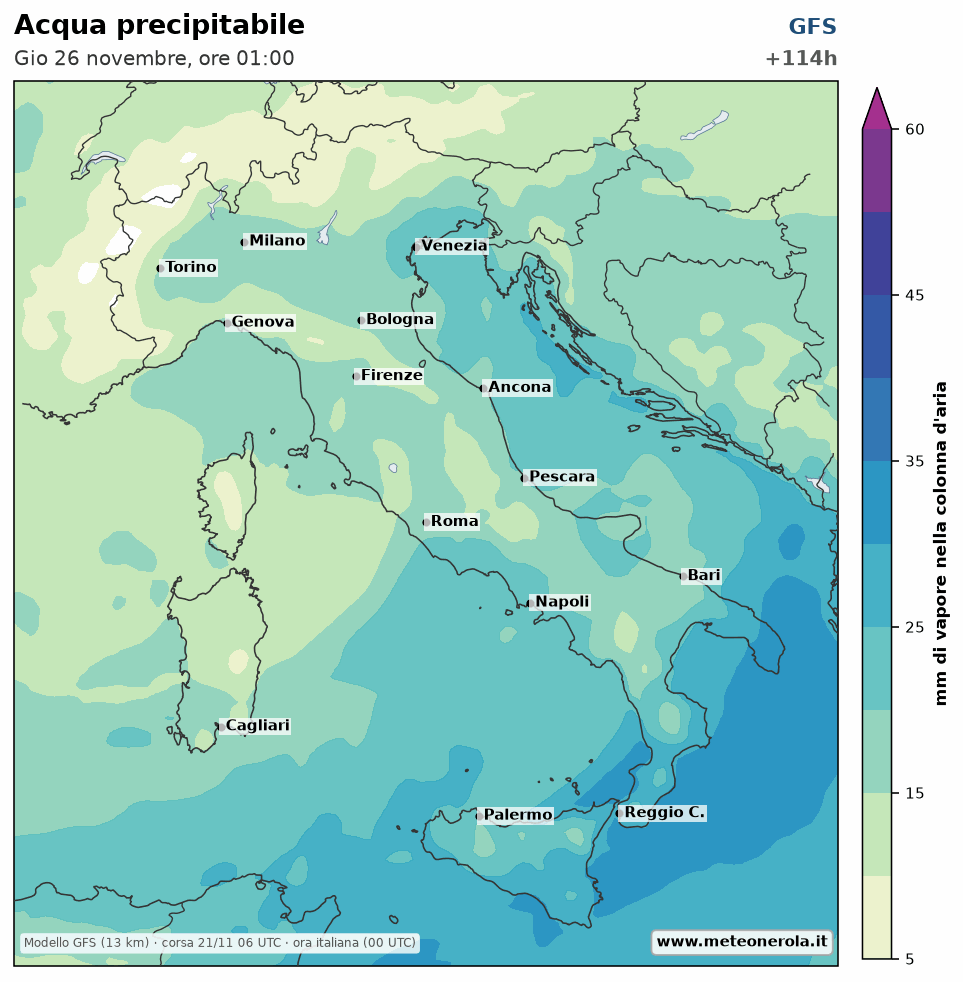 Acqua precipitabile
GFS
Gio 26 novembre, ore 01:00
+114h
60
45
35
25
15
5
mm di vapore nella colonna d'aria
Milano
Venezia
Torino
Genova
Bologna
Firenze
Ancona
Pescara
Roma
Bari
Napoli
Cagliari
Palermo
Reggio C.
Modello GFS (13 km) · corsa 21/11 06 UTC · ora italiana (00 UTC)
www.meteonerola.it